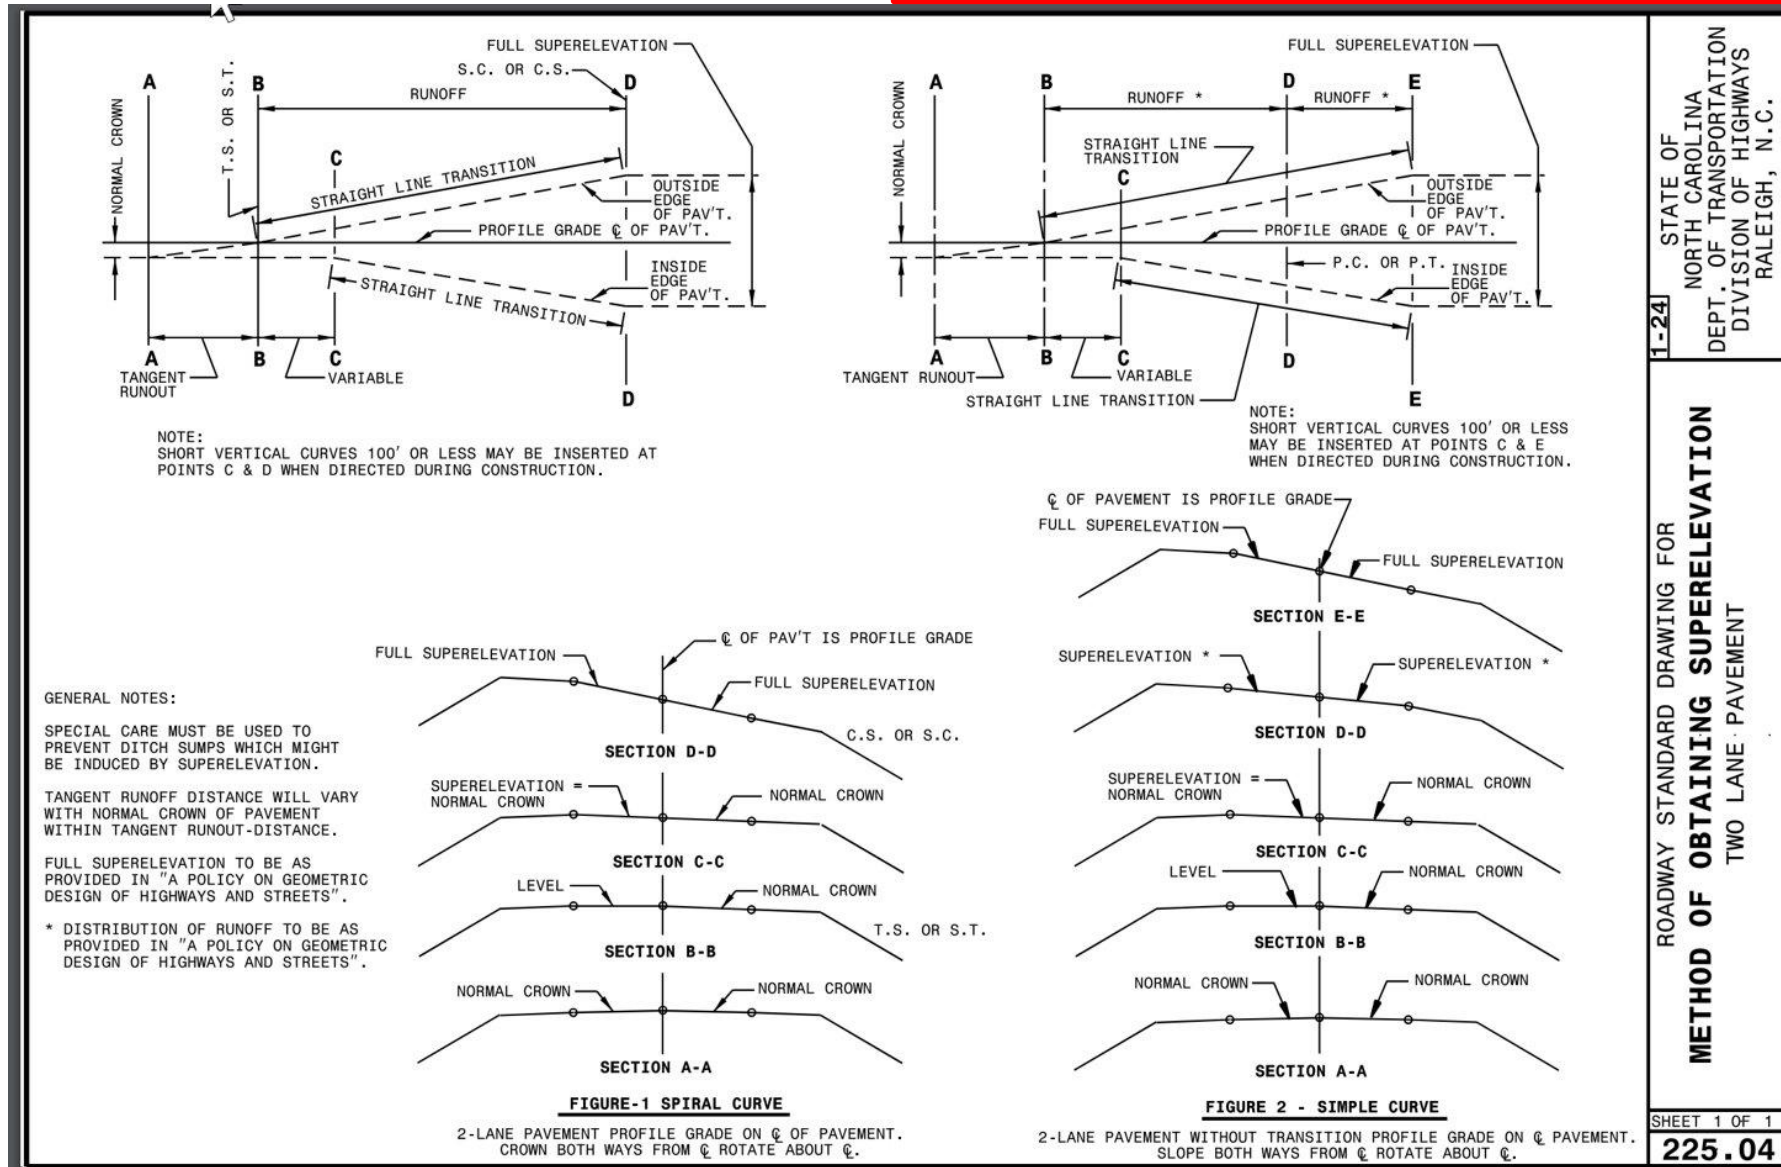 FULL SUPERELEVATION
S.C. OR C.S.
A
B
RUNOFF
D
NORMAL CROWN
T.S. OR S.T.
C
STRAIGHT LINE TRANSITION
OUTSIDE
EDGE
OF PAV'T.
PROFILE GRADE ℄ OF PAV'T.
INSIDE
EDGE
OF PAV'T.
STRAIGHT LINE TRANSITION
A
B
C
TANGENT
RUNOUT
VARIABLE
D
NOTE:
SHORT VERTICAL CURVES 100' OR LESS MAY BE INSERTED AT
POINTS C & D WHEN DIRECTED DURING CONSTRUCTION.
FULL SUPERELEVATION
A
B
D
E
RUNOFF *
RUNOFF *
NORMAL CROWN
STRAIGHT LINE
TRANSITION
C
OUTSIDE
EDGE
OF PAV'T.
PROFILE GRADE ℄ OF PAV'T.
P.C. OR P.T.
INSIDE
EDGE
OF PAV'T.
A
B
C
D
TANGENT RUNOUT
VARIABLE
STRAIGHT LINE TRANSITION
E
NOTE:
SHORT VERTICAL CURVES 100' OR LESS
MAY BE INSERTED AT POINTS C & E
WHEN DIRECTED DURING CONSTRUCTION.
GENERAL NOTES:
SPECIAL CARE MUST BE USED TO
PREVENT DITCH SUMPS WHICH MIGHT
BE INDUCED BY SUPERELEVATION.
TANGENT RUNOFF DISTANCE WILL VARY
WITH NORMAL CROWN OF PAVEMENT
WITHIN TANGENT RUNOUT-DISTANCE.
FULL SUPERELEVATION TO BE AS
PROVIDED IN "A POLICY ON GEOMETRIC
DESIGN OF HIGHWAYS AND STREETS".
* DISTRIBUTION OF RUNOFF TO BE AS
PROVIDED IN "A POLICY ON GEOMETRIC
DESIGN OF HIGHWAYS AND STREETS".
℄ OF PAV'T IS PROFILE GRADE
FULL SUPERELEVATION
FULL SUPERELEVATION
C.S. OR S.C.
SECTION D-D
SUPERELEVATION =
NORMAL CROWN
NORMAL CROWN
SECTION C-C
LEVEL
NORMAL CROWN
T.S. OR S.T.
SECTION B-B
NORMAL CROWN
NORMAL CROWN
SECTION A-A
FIGURE-1 SPIRAL CURVE
2-LANE PAVEMENT PROFILE GRADE ON ℄ OF PAVEMENT.
CROWN BOTH WAYS FROM ℄ ROTATE ABOUT ℄.
℄ OF PAVEMENT IS PROFILE GRADE
FULL SUPERELEVATION
FULL SUPERELEVATION
SECTION E-E
SUPERELEVATION *
SUPERELEVATION *
SECTION D-D
SUPERELEVATION =
NORMAL CROWN
NORMAL CROWN
SECTION C-C
LEVEL
NORMAL CROWN
SECTION B-B
NORMAL CROWN
NORMAL CROWN
SECTION A-A
FIGURE 2 - SIMPLE CURVE
2-LANE PAVEMENT WITHOUT TRANSITION PROFILE GRADE ON ℄ PAVEMENT.
SLOPE BOTH WAYS FROM ℄ ROTATE ABOUT ℄.
1-24
STATE OF
NORTH CAROLINA
DEPT. OF TRANSPORTATION
DIVISION OF HIGHWAYS
RALEIGH, N.C.
ROADWAY STANDARD DRAWING FOR
METHOD OF OBTAINING SUPERELEVATION
TWO LANE PAVEMENT
SHEET 1 OF 1
225.04